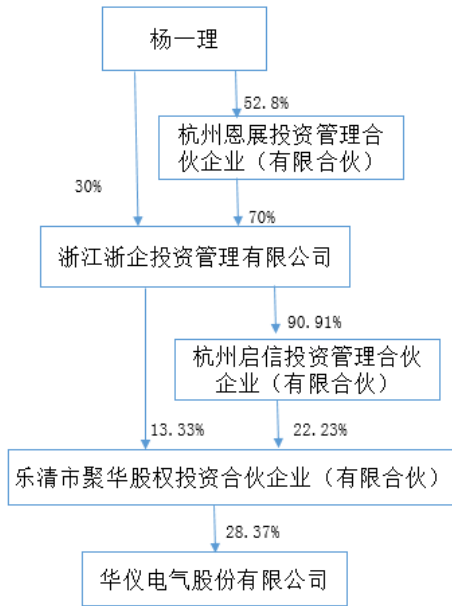 杨一理
52.8%
杭州恩展投资管理合
伙企业（有限合伙）
30%
70%
浙江浙企投资管理有限公司
90.91%
杭州启信投资管理合伙
企业（有限合伙）
13.33%
22.23%
乐清市聚华股权投资合伙企业（有限合伙）
28.37%
华仪电气股份有限公司